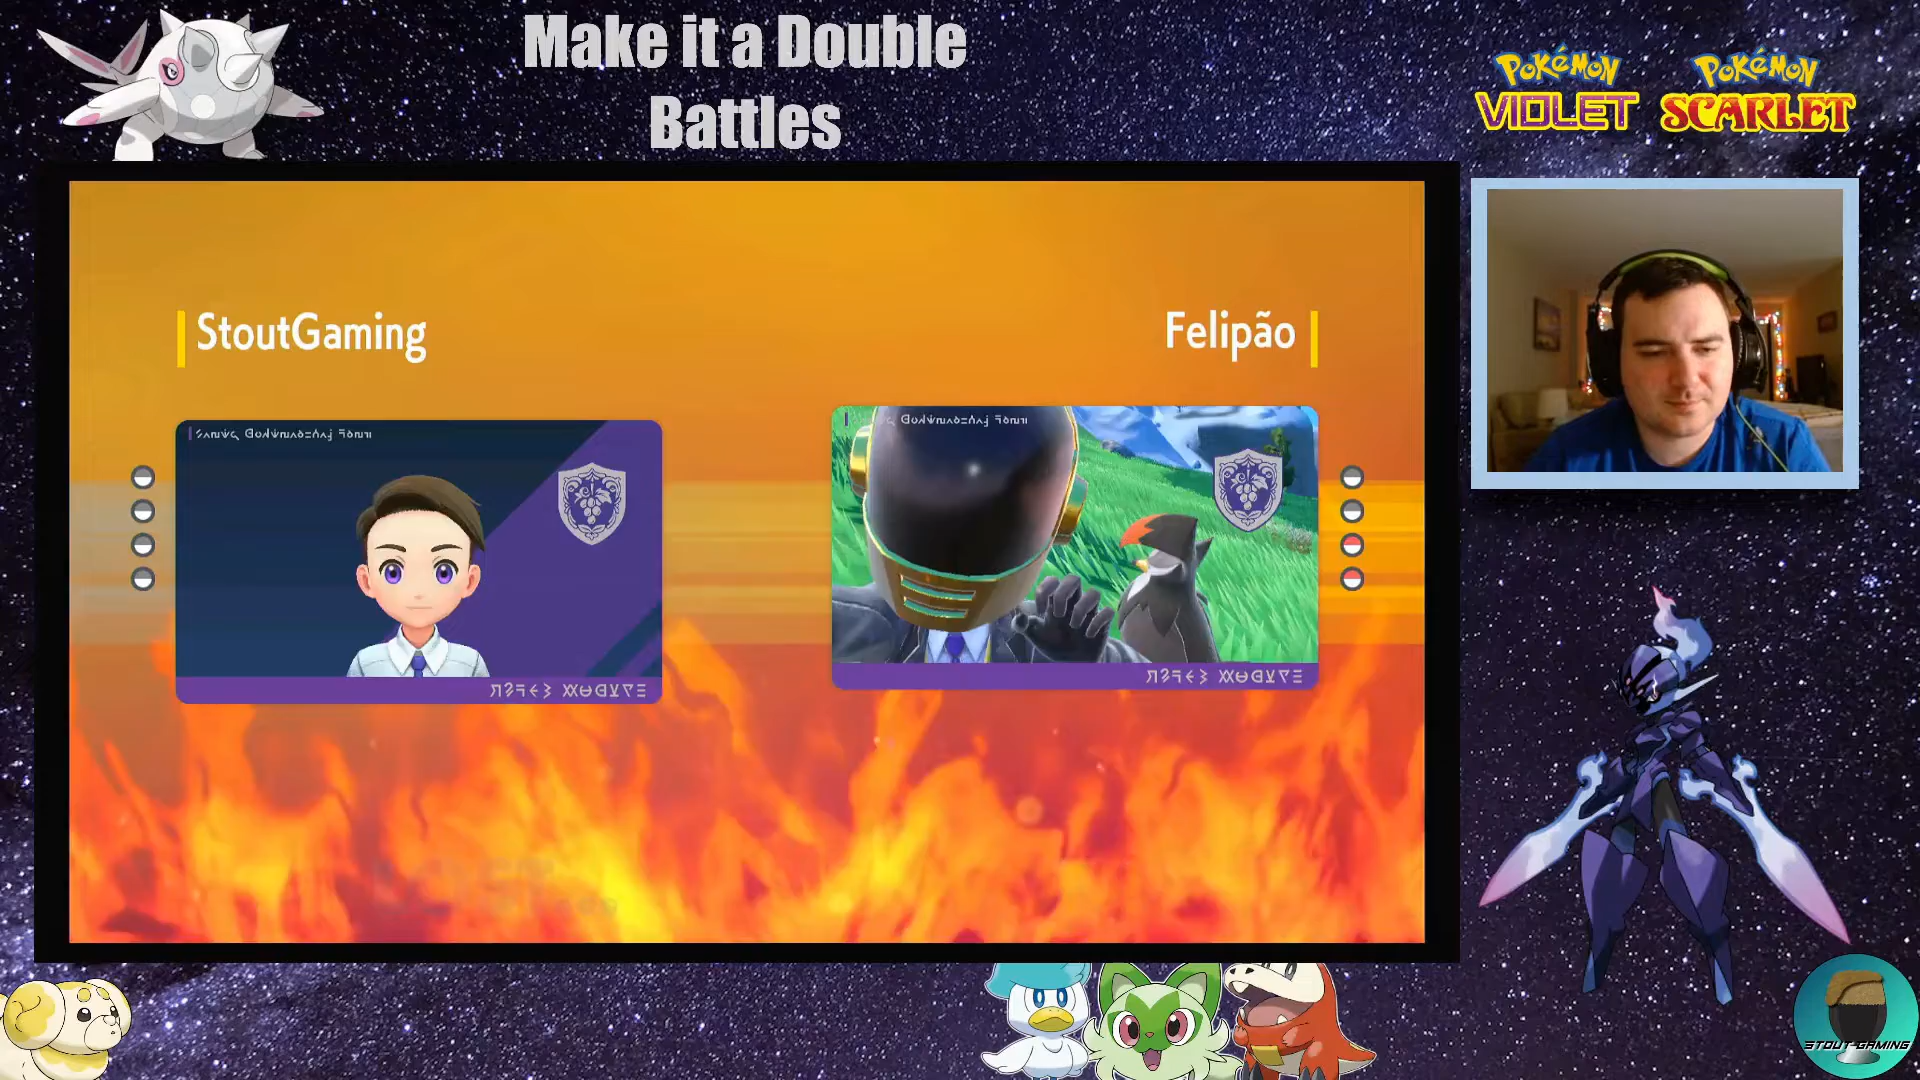 Make it a Double
Battles
POKéMON
VIOLET
POKéMON
SCARLET
StoutGaming
Felipão
STOUT-GAMING